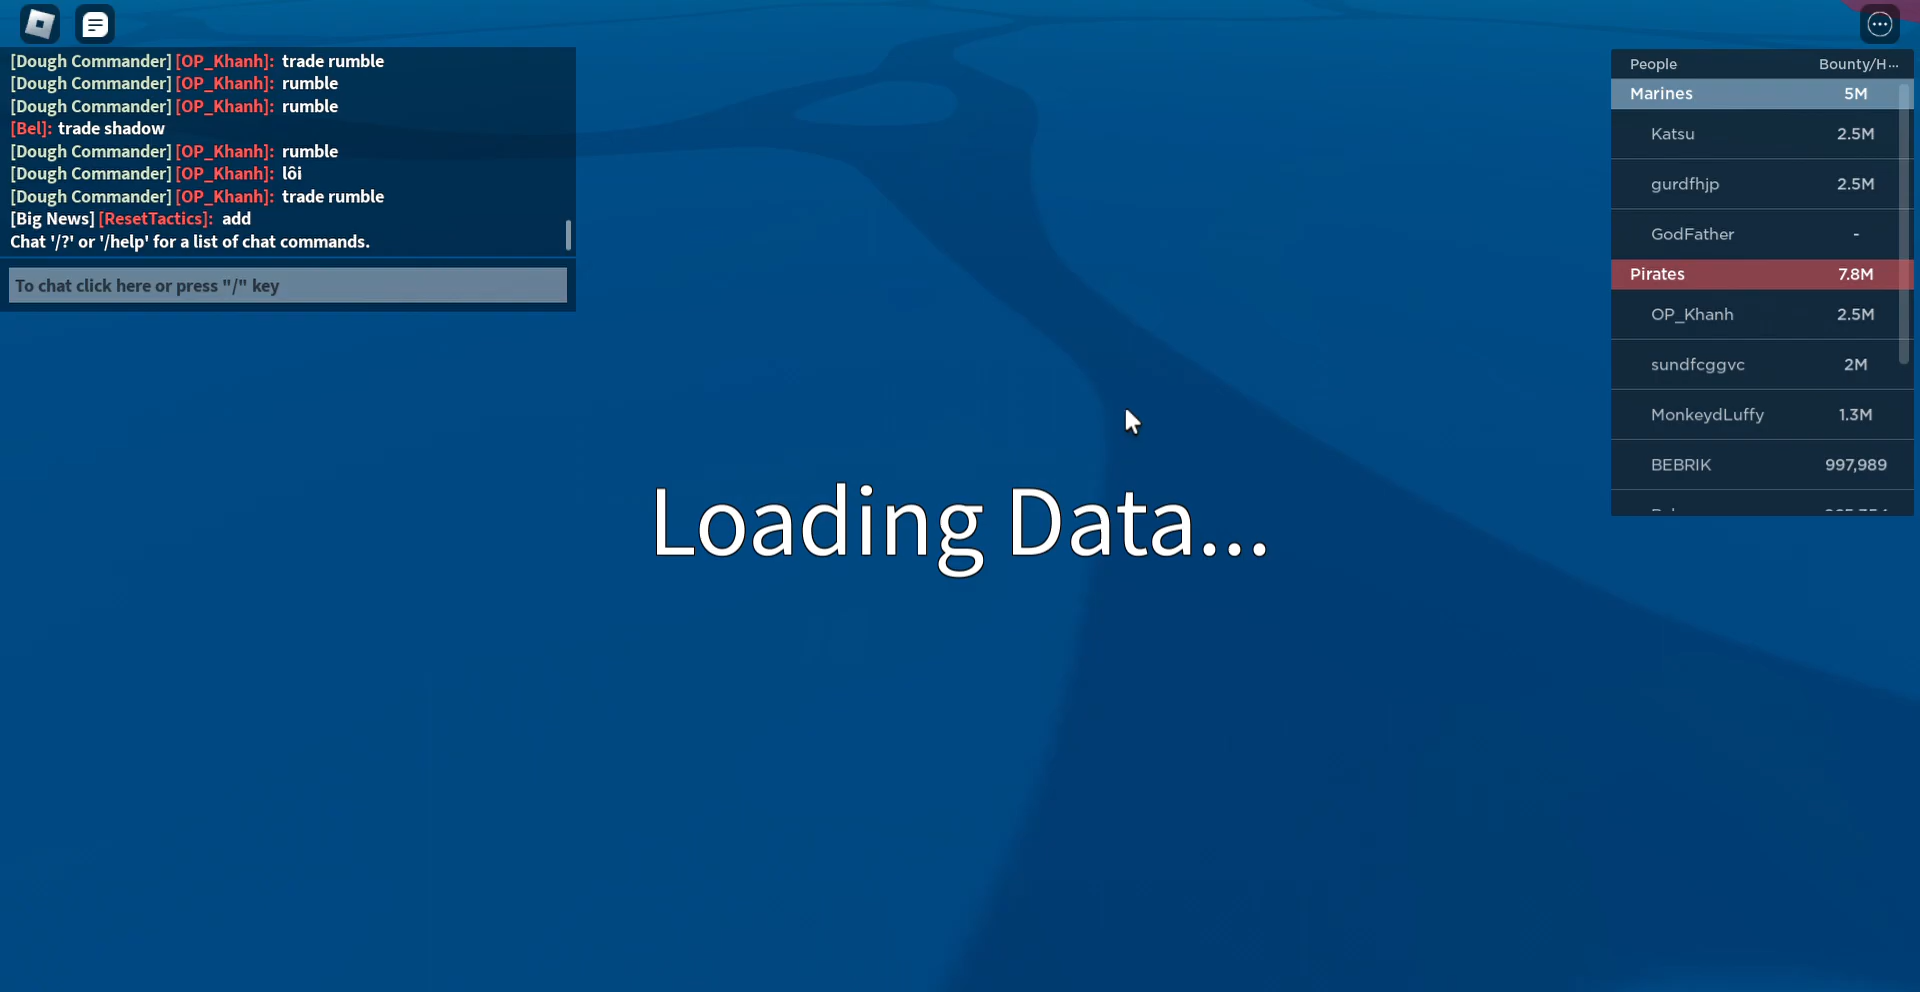 [Dough Commander] [OP_Khanh]: trade rumble
[Dough Commander] [OP_Khanh]: rumble
[Dough Commander] [OP_Khanh]: rumble
[Bel]: trade shadow
[Dough Commander] [OP_Khanh]: rumble
[Dough Commander] [OP_Khanh]: lôi
[Dough Commander] [OP_Khanh]: trade rumble
[Big News] [ResetTactics]: add
Chat '/?' or '/help' for a list of chat commands.
To chat click here or press "/" key
Loading Data...
People Bounty/H...
Marines 5M
Katsu 2.5M
gurdfhjp 2.5M
GodFather -
Pirates 7.8M
OP_Khanh 2.5M
sundfcggvc 2M
MonkeydLuffy 1.3M
BEBRIK 997,989